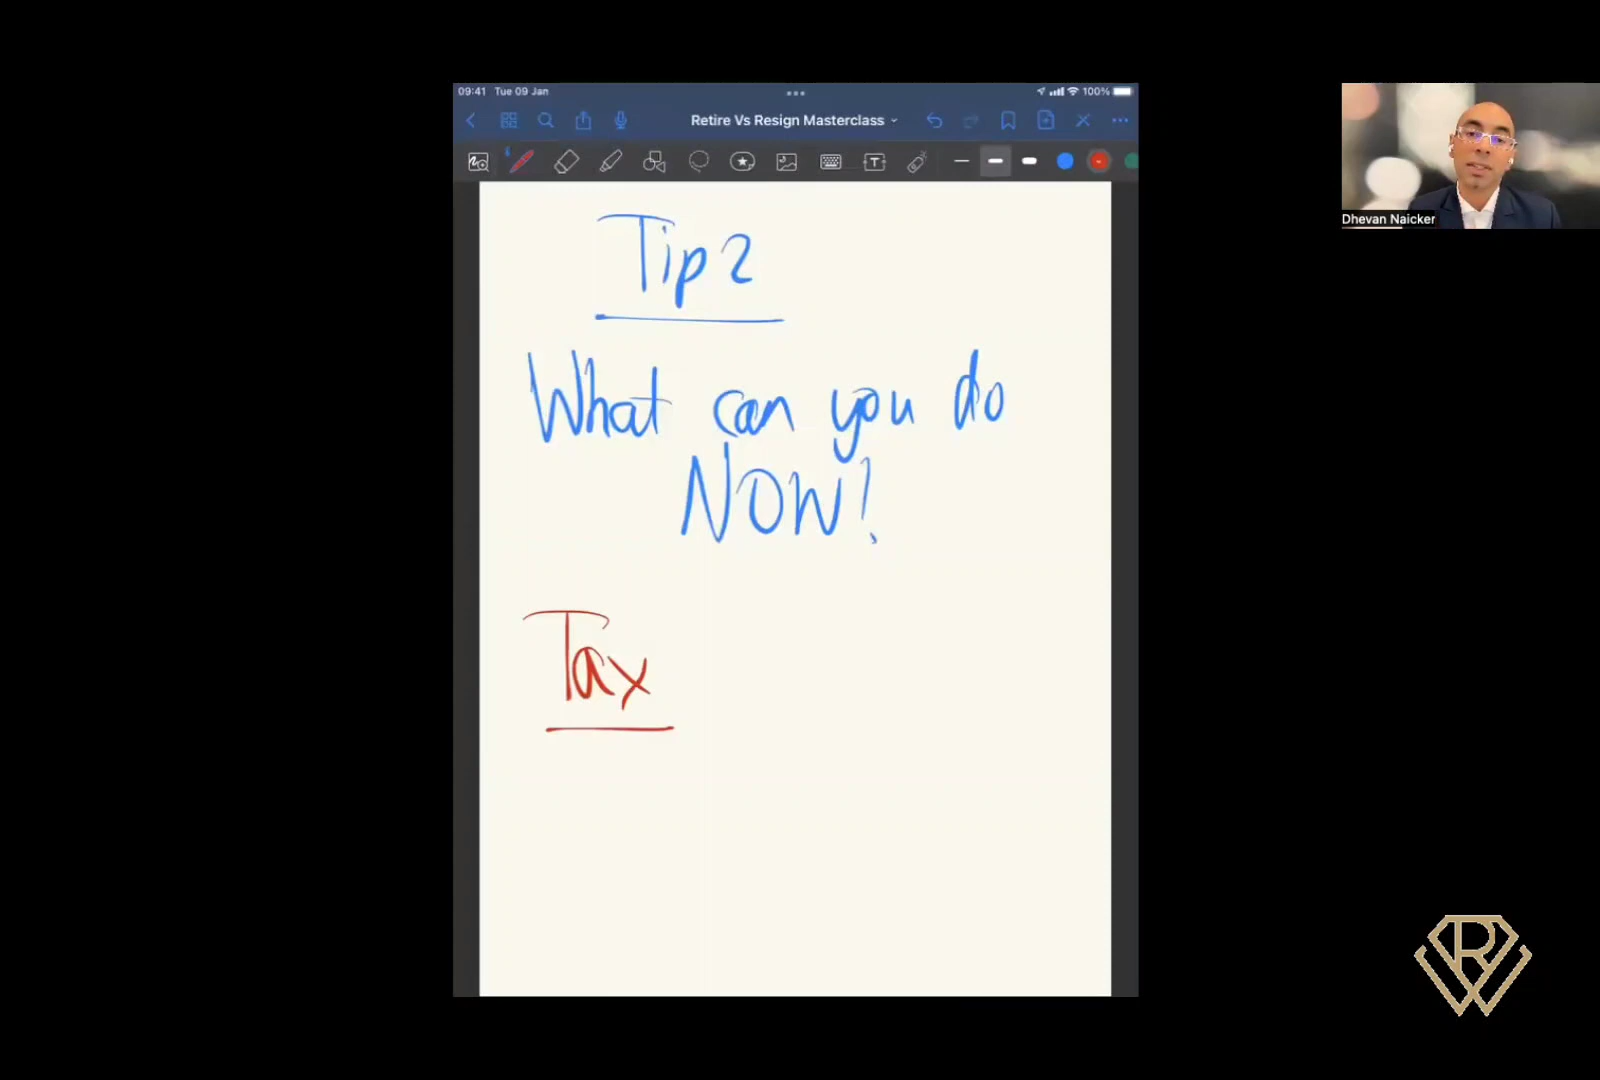 09:41 Tue 09 Jan 100%
Retire Vs Resign Masterclass
Dhevan Naicker
Tip 2
What can you do
NOW!
Tax
RW